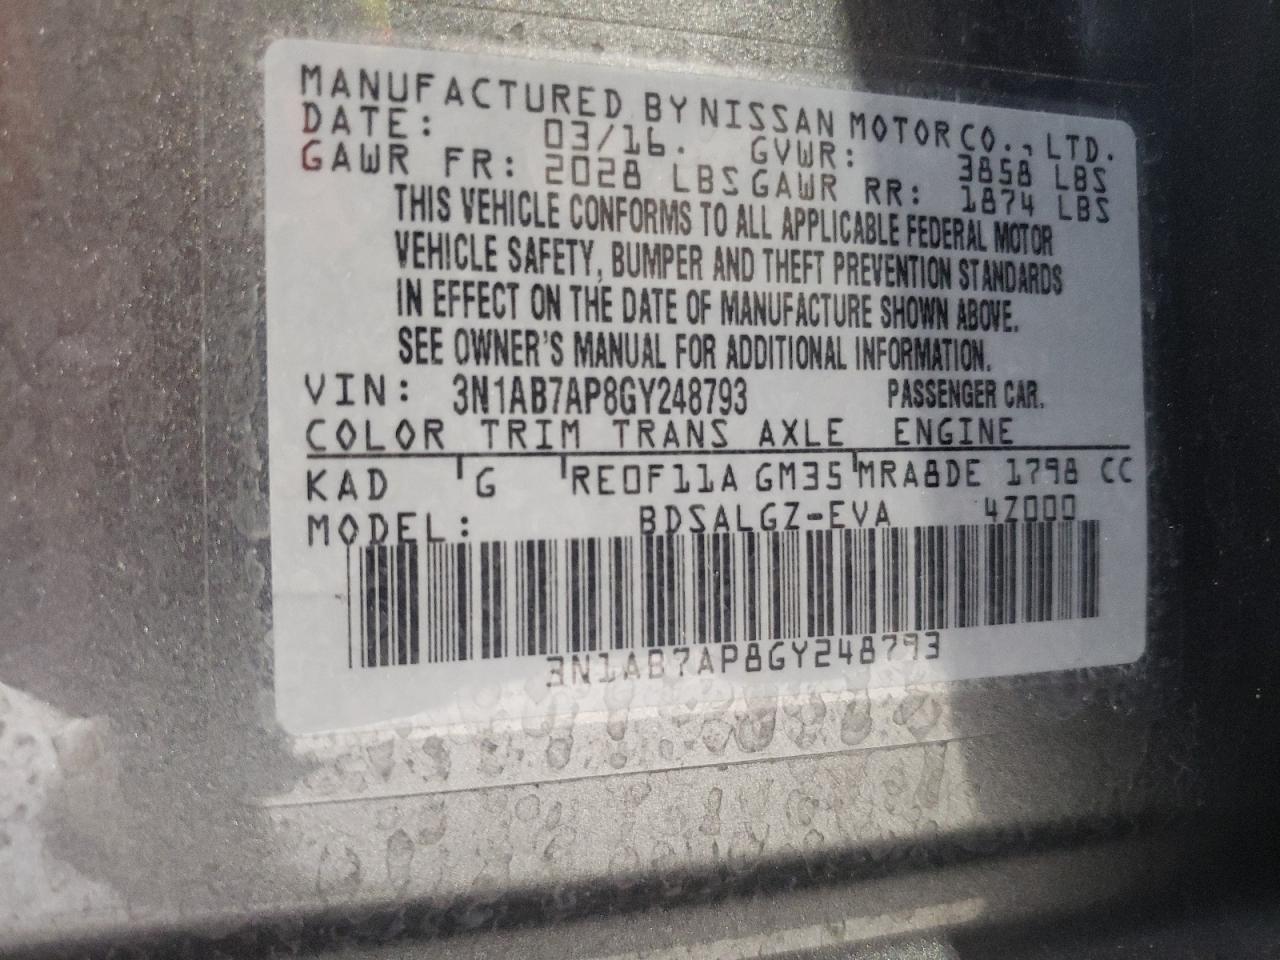 MANUFACTURED BY NISSAN MOTOR CO., LTD.
DATE: 03/16. GVWR: 3858 LBS
GAWR FR: 2028 LBS GAWR RR: 1874 LBS
THIS VEHICLE CONFORMS TO ALL APPLICABLE FEDERAL MOTOR
VEHICLE SAFETY, BUMPER AND THEFT PREVENTION STANDARDS
IN EFFECT ON THE DATE OF MANUFACTURE SHOWN ABOVE.
SEE OWNER'S MANUAL FOR ADDITIONAL INFORMATION.
VIN: 3N1AB7AP8GY248793 PASSENGER CAR.
COLOR TRIM TRANS AXLE ENGINE
KAD G RE0F11A GM35 MRA8DE 1798 CC
MODEL: BDSALGZ-EVA 4Z000
3N1AB7AP8GY248793